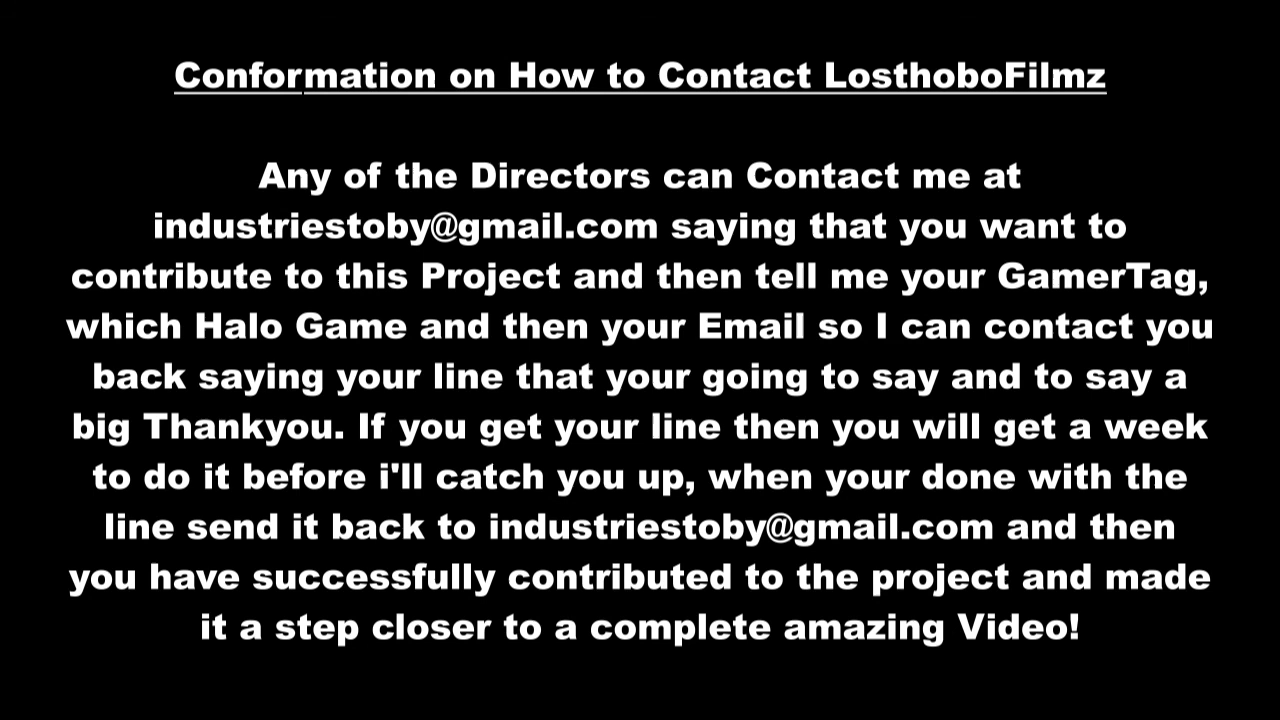 Conformation on How to Contact LosthoboFilmz
Any of the Directors can Contact me at
industriestoby@gmail.com saying that you want to
contribute to this Project and then tell me your GamerTag,
which Halo Game and then your Email so I can contact you
back saying your line that your going to say and to say a
big Thankyou. If you get your line then you will get a week
to do it before i'll catch you up, when your done with the
line send it back to industriestoby@gmail.com and then
you have successfully contributed to the project and made
it a step closer to a complete amazing Video!